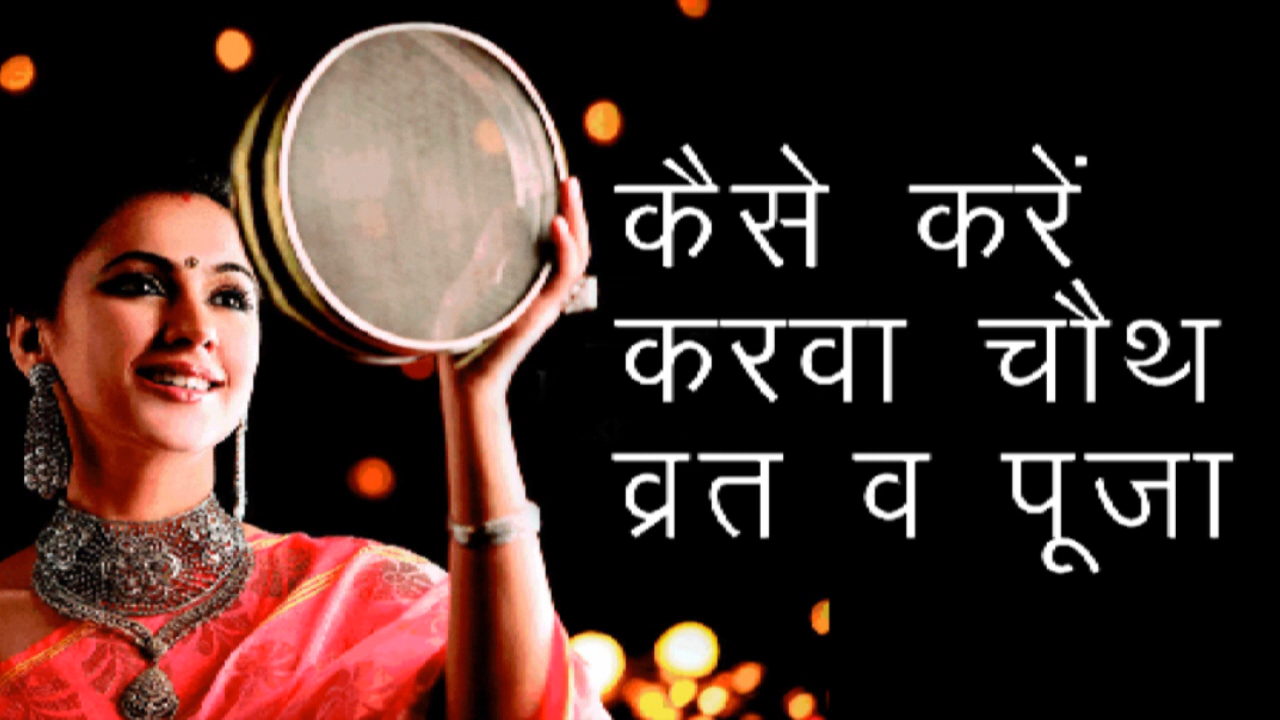 कैसे करें
करवा चौथ
व्रत व पूजा